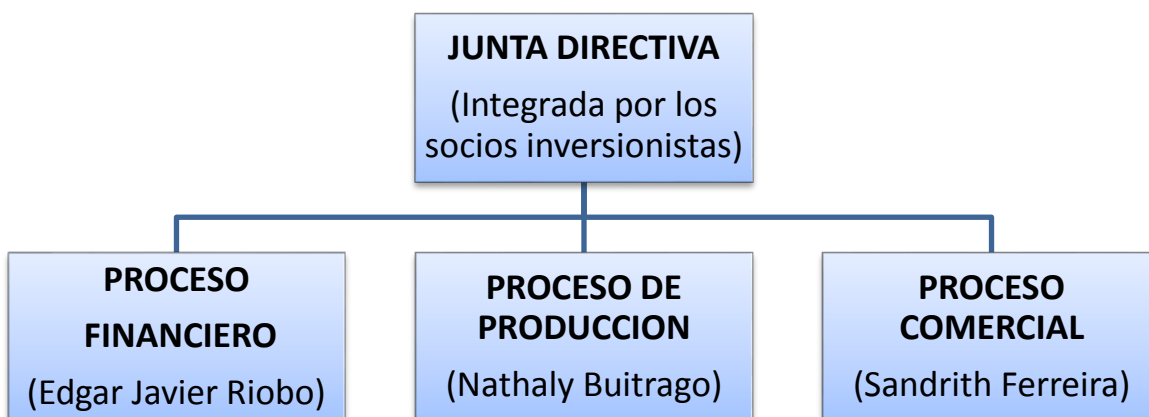 JUNTA DIRECTIVA
(Integrada por los
socios inversionistas)
PROCESO
FINANCIERO
(Edgar Javier Riobo)
PROCESO DE
PRODUCCION
(Nathaly Buitrago)
PROCESO
COMERCIAL
(Sandrith Ferreira)